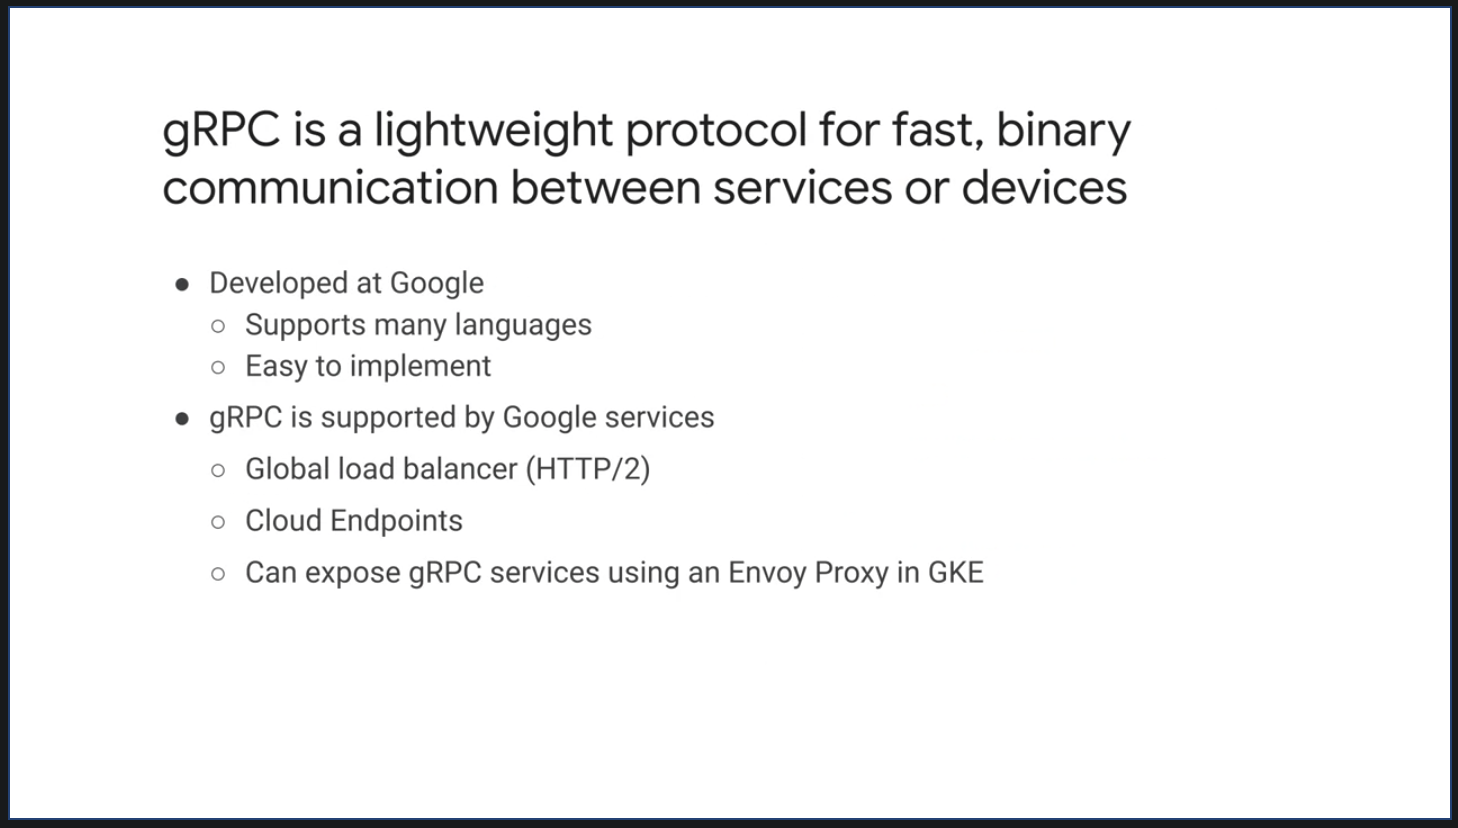 gRPC is a lightweight protocol for fast, binary
communication between services or devices
● Developed at Google
○ Supports many languages
○ Easy to implement
● gRPC is supported by Google services
○ Global load balancer (HTTP/2)
○ Cloud Endpoints
○ Can expose gRPC services using an Envoy Proxy in GKE